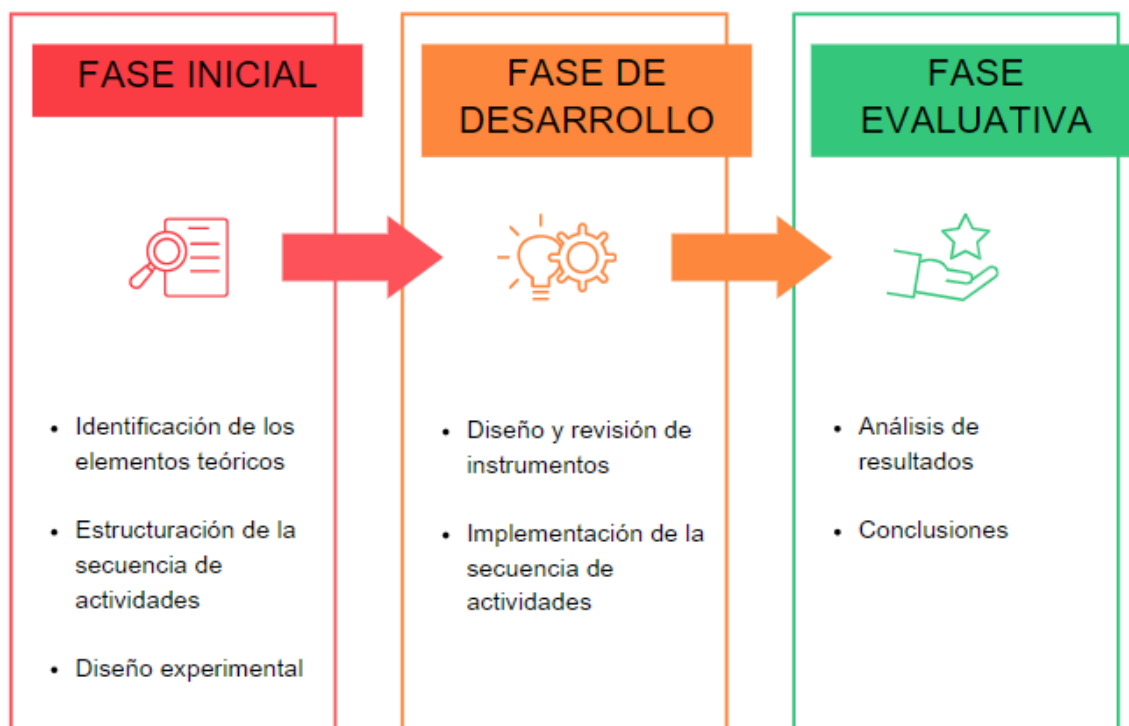 FASE INICIAL
• Identificación de los
elementos teóricos
• Estructuración de la
secuencia de
actividades
• Diseño experimental
FASE DE
DESARROLLO
• Diseño y revisión de
instrumentos
• Implementación de la
secuencia de
actividades
FASE
EVALUATIVA
• Análisis de
resultados
• Conclusiones